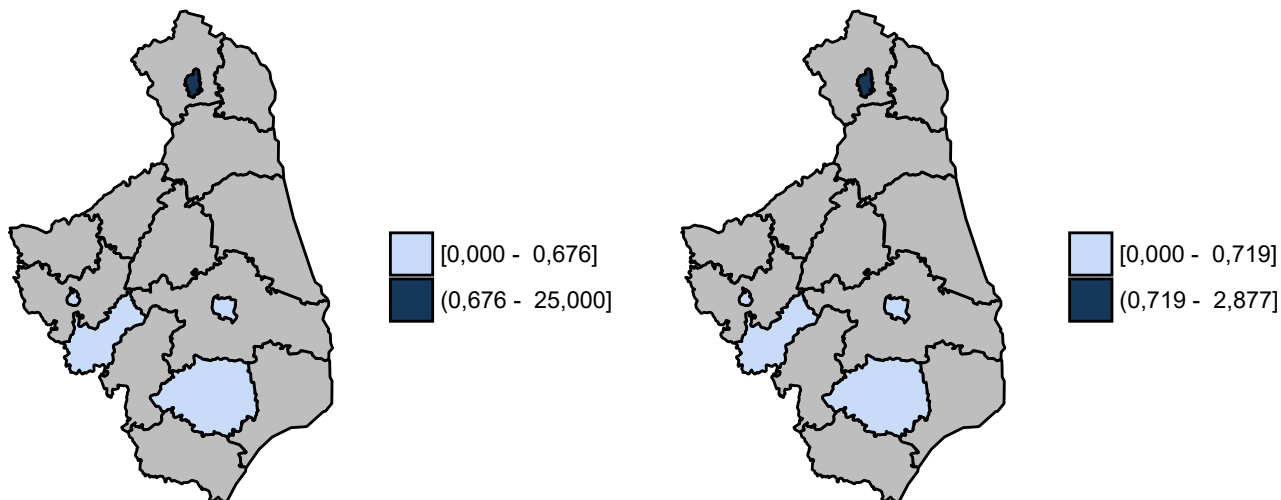 [0,000 - 0,676]
(0,676 - 25,000]
[0,000 - 0,719]
(0,719 - 2,877]